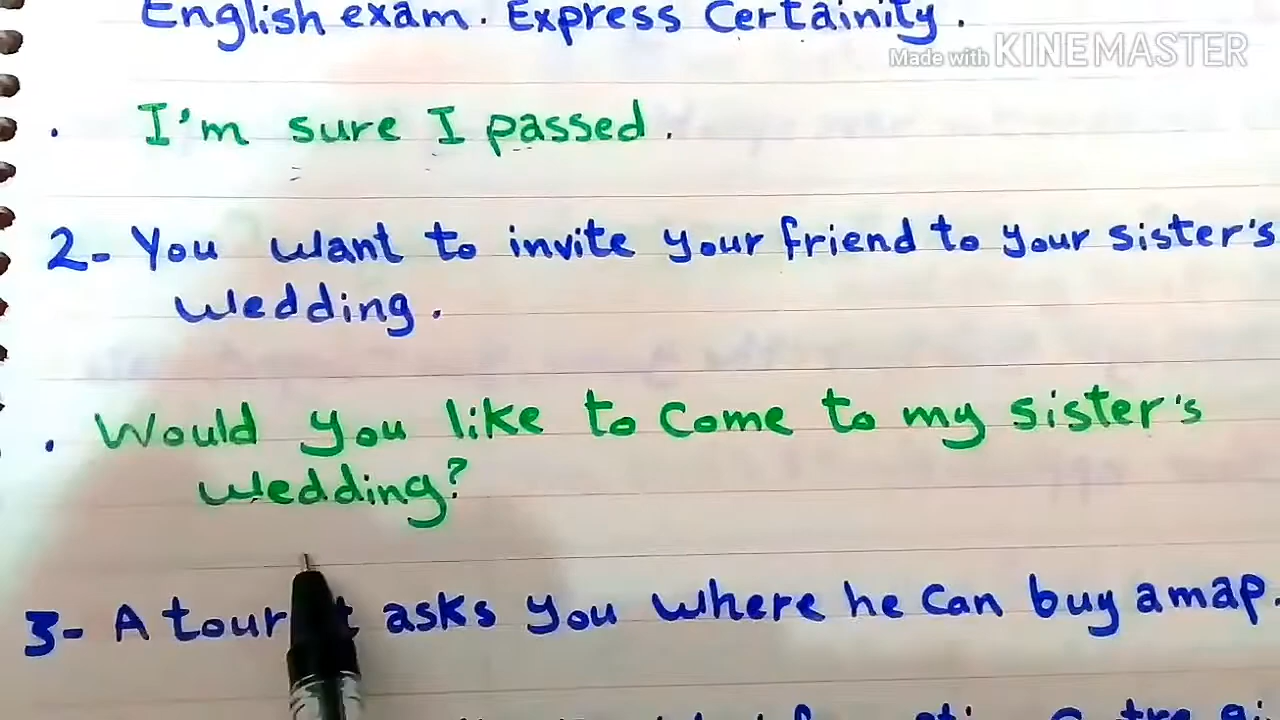 English exam. Express Certainity.
Made with KINEMASTER
. I'm sure I passed.
2- You want to invite your friend to your sister's
wedding.
. Would you like to come to my sister's
wedding?
3- A tour asks you where he can buy a map.